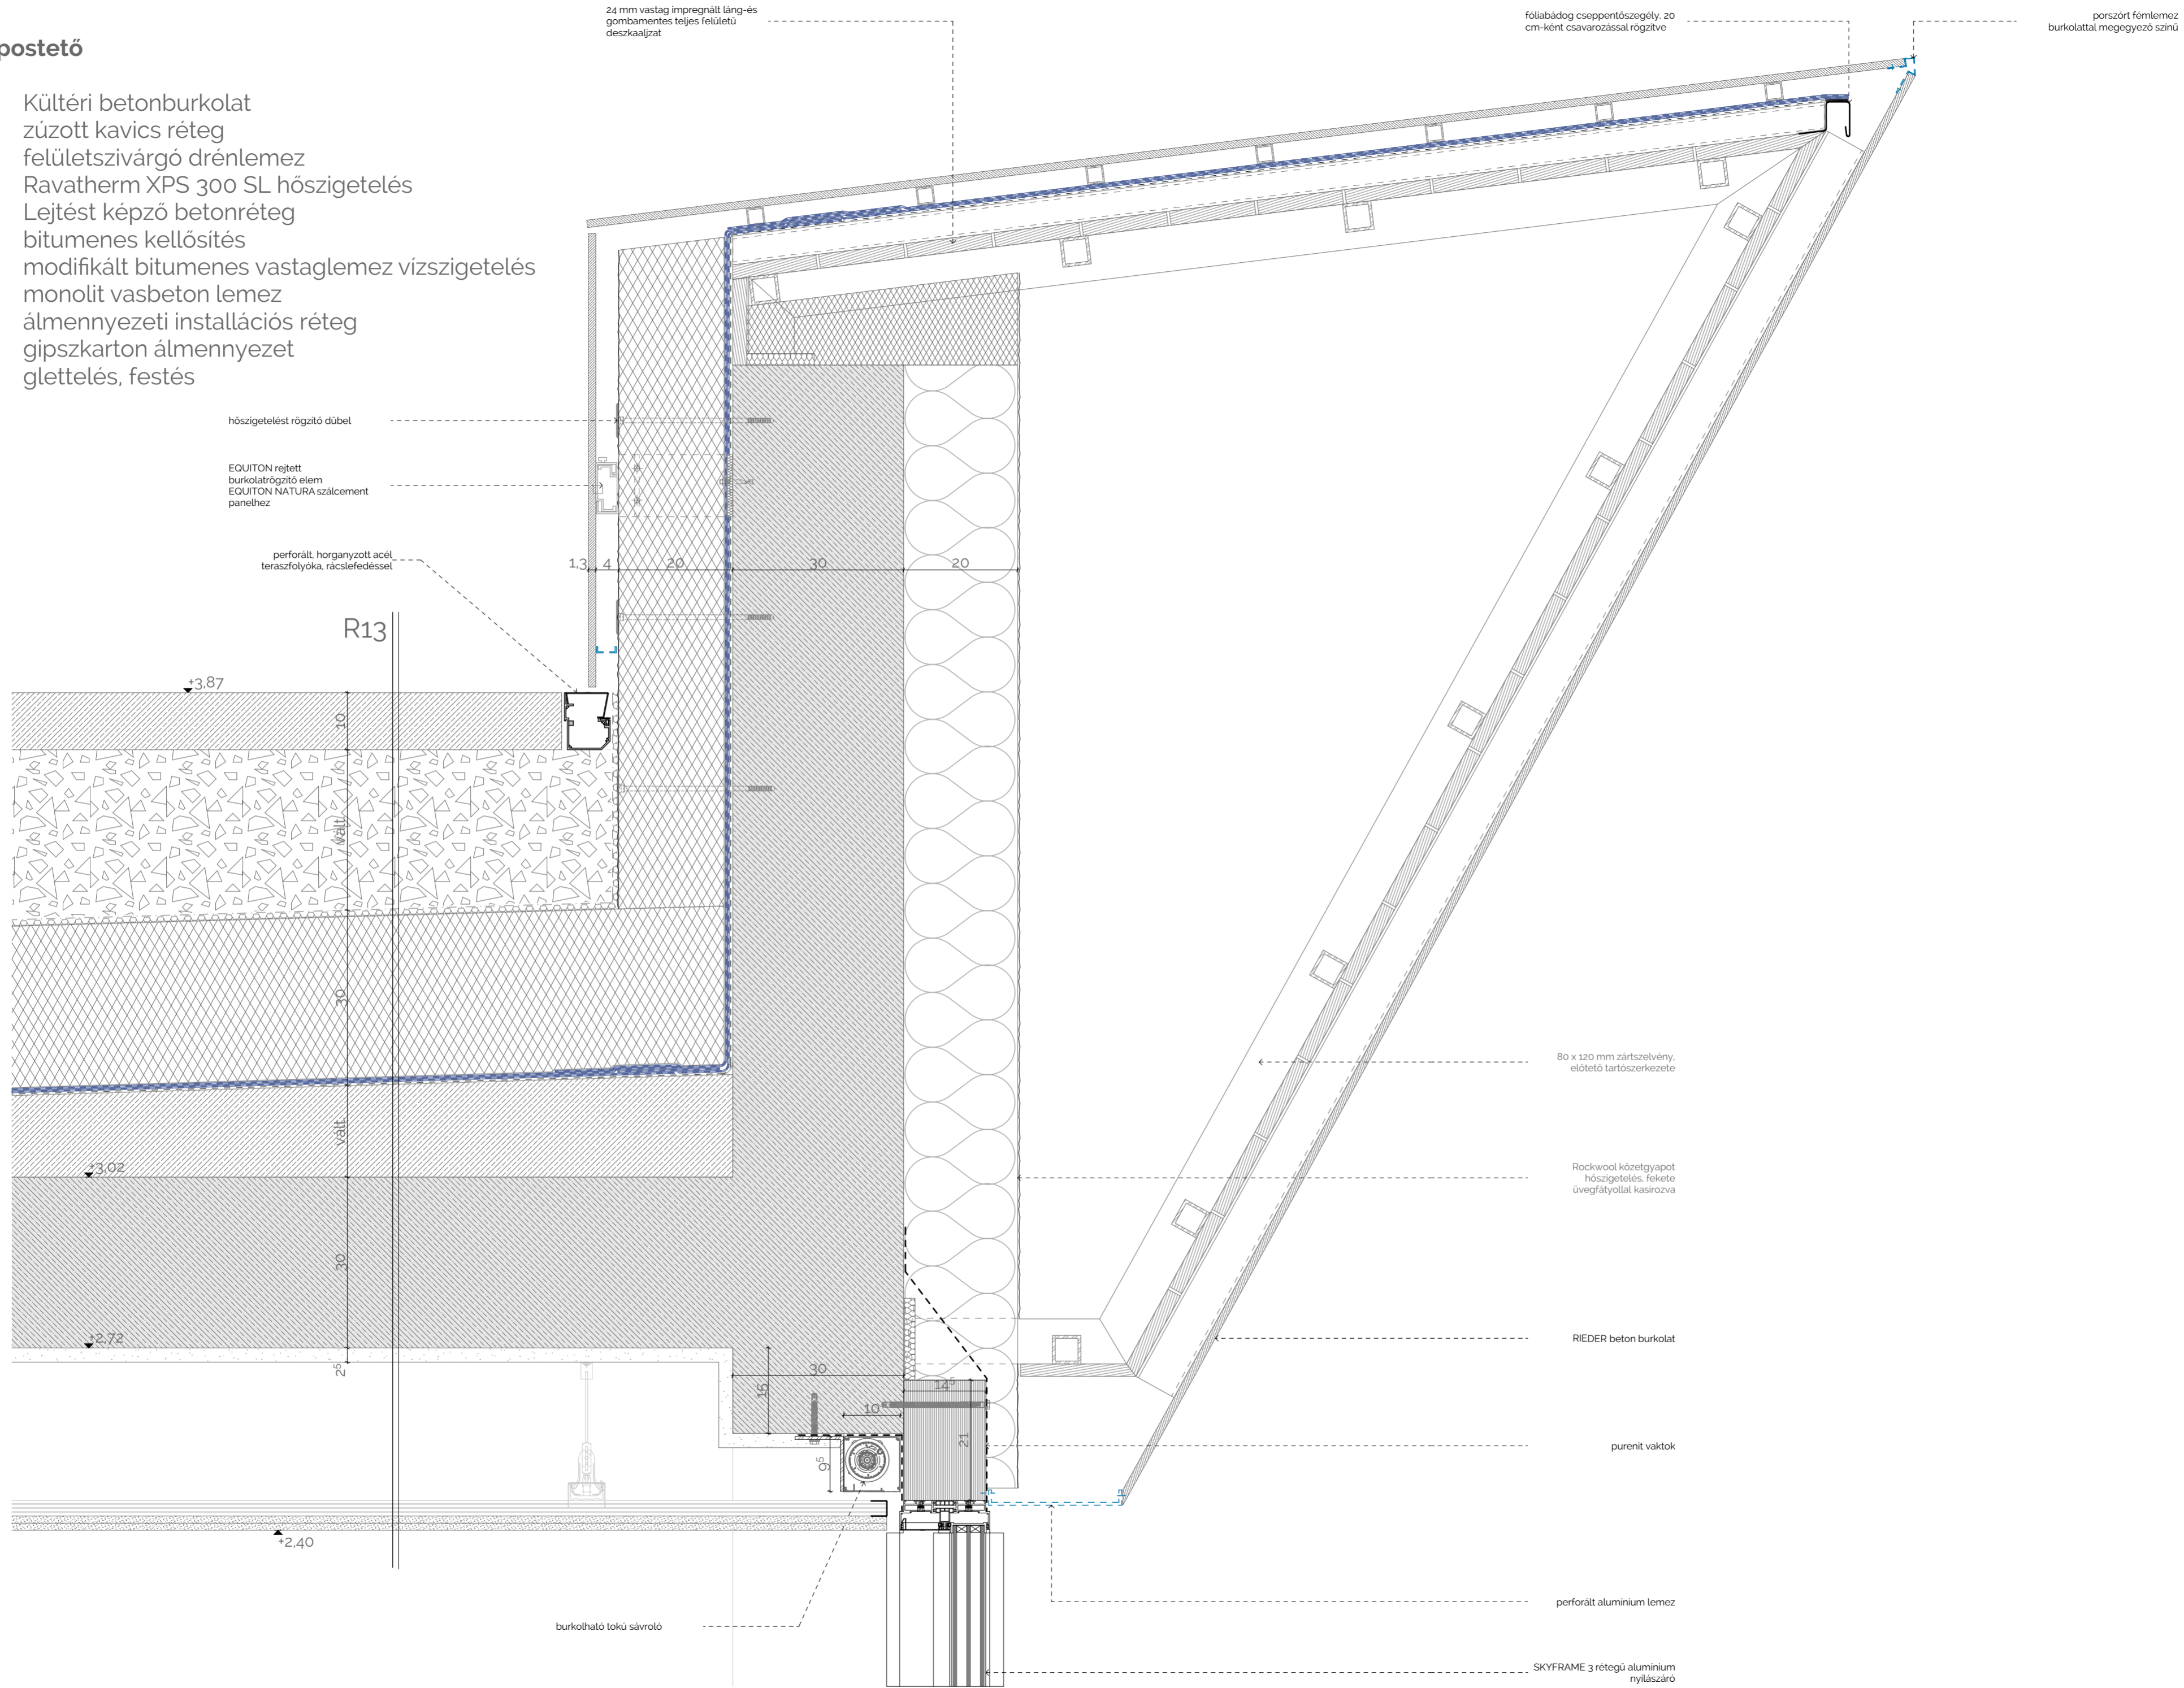 24 mm vastag impregnált láng-és
gombamentes teljes felületű
deszkaaljzat
fóliabádog cseppentőszegély, 20
cm-ként csavarozással rögzítve
porszórt fémlemez
burkolattal megegyező színű
postető
Kültéri betonburkolat
zúzott kavics réteg
felületszivárgó drénlemez
Ravatherm XPS 300 SL hőszigetelés
Lejtést képző betonréteg
bitumenes kellősítés
modifikált bitumenes vastaglemez vízszigetelés
monolit vasbeton lemez
álmennyezeti installációs réteg
gipszkarton álmennyezet
glettelés, festés
hőszigetelést rögzítő dübel
EQUITON rejtett
burkolatrögzítő elem
EQUITON NATURA szálcement
panelhez
perforált, horganyzott acél
teraszfolyóka, rácslefedéssel
1,3 4 20 30 20
R13
+3,87
10
vált.
30
80 x 120 mm zártszelvény,
előtető tartószerkezete
vált.
+3,02
Rockwool kőzetgyapot
hőszigetelés, fekete
üvegfátyollal kasírozva
30
+2,72
RIEDER beton burkolat
2⁵
30
15
14⁵
10
21
9⁵
purenit vaktok
+2,40
perforált alumínium lemez
burkolható tokú sávroló
SKYFRAME 3 rétegű alumínium
nyílászáró